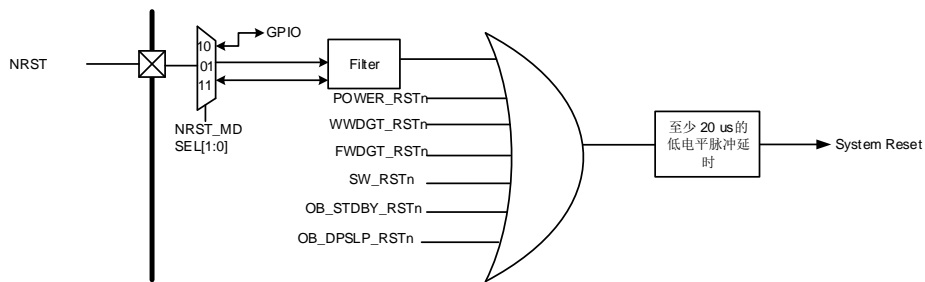 GPIO
10
NRST
01
Filter
11
POWER_RSTn
NRST_MD
SEL[1:0]
WWDGT_RSTn
FWDGT_RSTn
SW_RSTn
OB_STDBY_RSTn
OB_DPSLP_RSTn
至少 20 us的
低电平脉冲延
时
System Reset